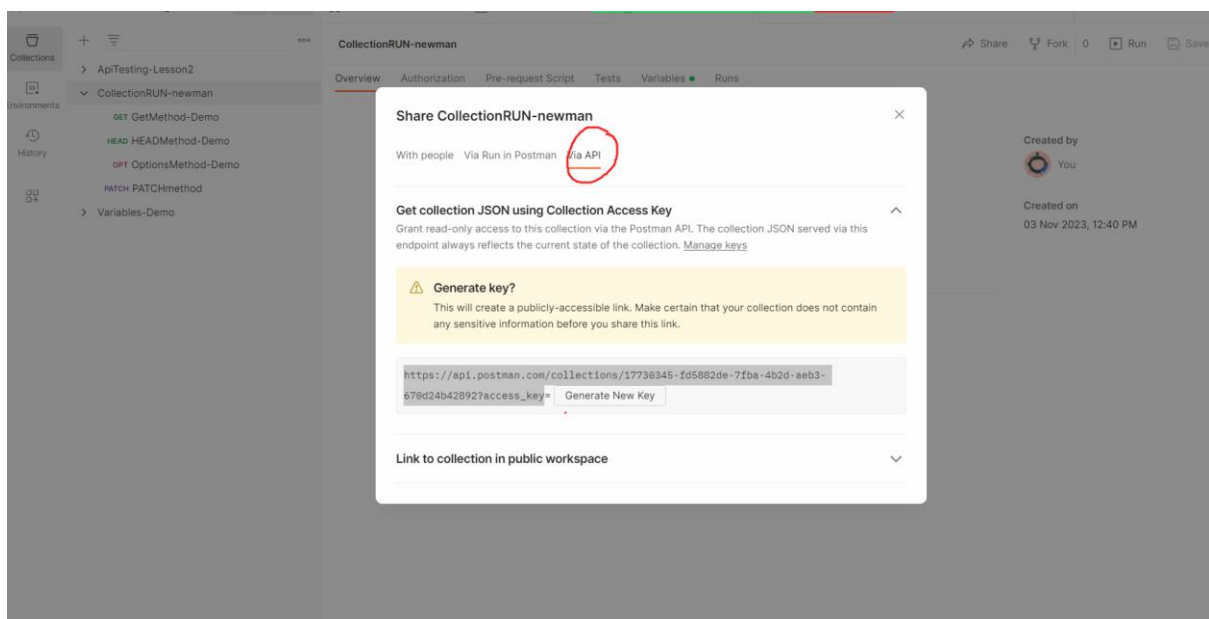 Collections
Environments
History
ApiTesting-Lesson2
CollectionRUN-newman
GET GetMethod-Demo
HEAD HEADMethod-Demo
OPT OptionsMethod-Demo
PATCH PATCHmethod
Variables-Demo
CollectionRUN-newman
Share Fork 0 Run Save
Overview Authorization Pre-request Script Tests Variables Runs
Share CollectionRUN-newman
With people Via Run in Postman Via API
Get collection JSON using Collection Access Key
Grant read-only access to this collection via the Postman API. The collection JSON served via this
endpoint always reflects the current state of the collection. Manage keys
Generate key?
This will create a publicly-accessible link. Make certain that your collection does not contain
any sensitive information before you share this link.
https://api.postman.com/collections/17730345-fd5882de-7fba-4b2d-aeb3-
670d24b42892?access_key= Generate New Key
Link to collection in public workspace
Created by
You
Created on
03 Nov 2023, 12:40 PM